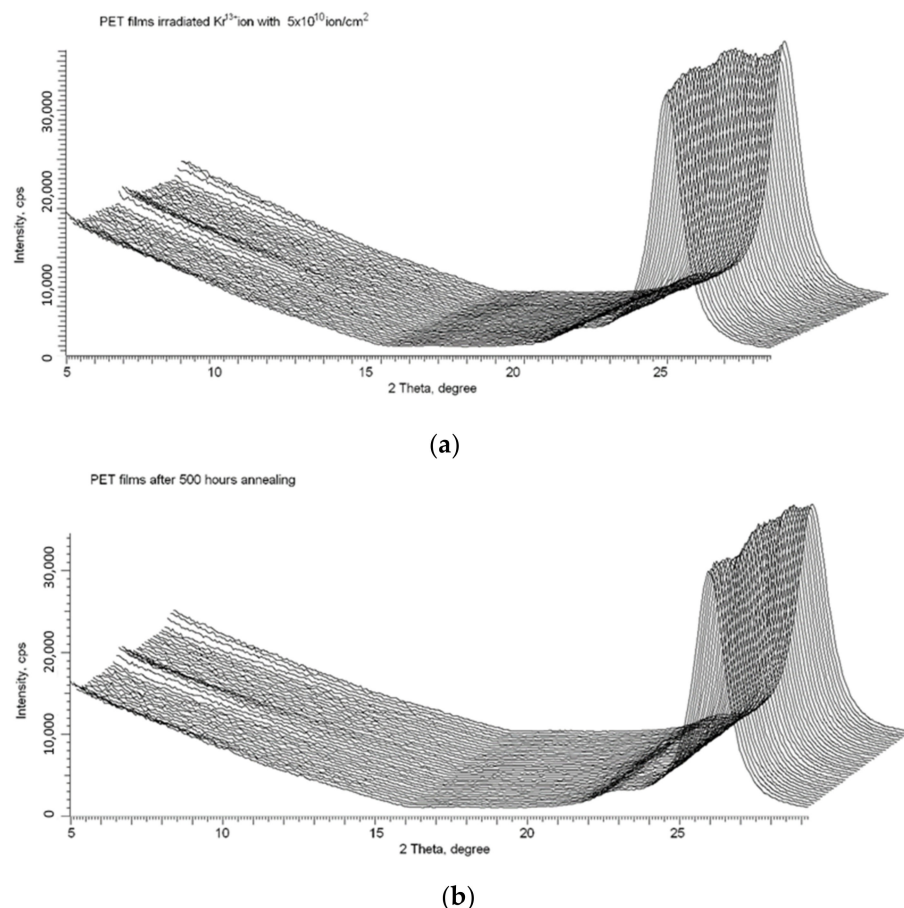 PET films irradiated Kr¹³⁺ion with 5x10¹⁰ion/cm²
Intensity, cps
30,000
20,000
10,000
0
5 10 15 20 25
2 Theta, degree
(a)
PET films after 500 hours annealing
Intensity, cps
30,000
20,000
10,000
0
5 10 15 20 25
2 Theta, degree
(b)